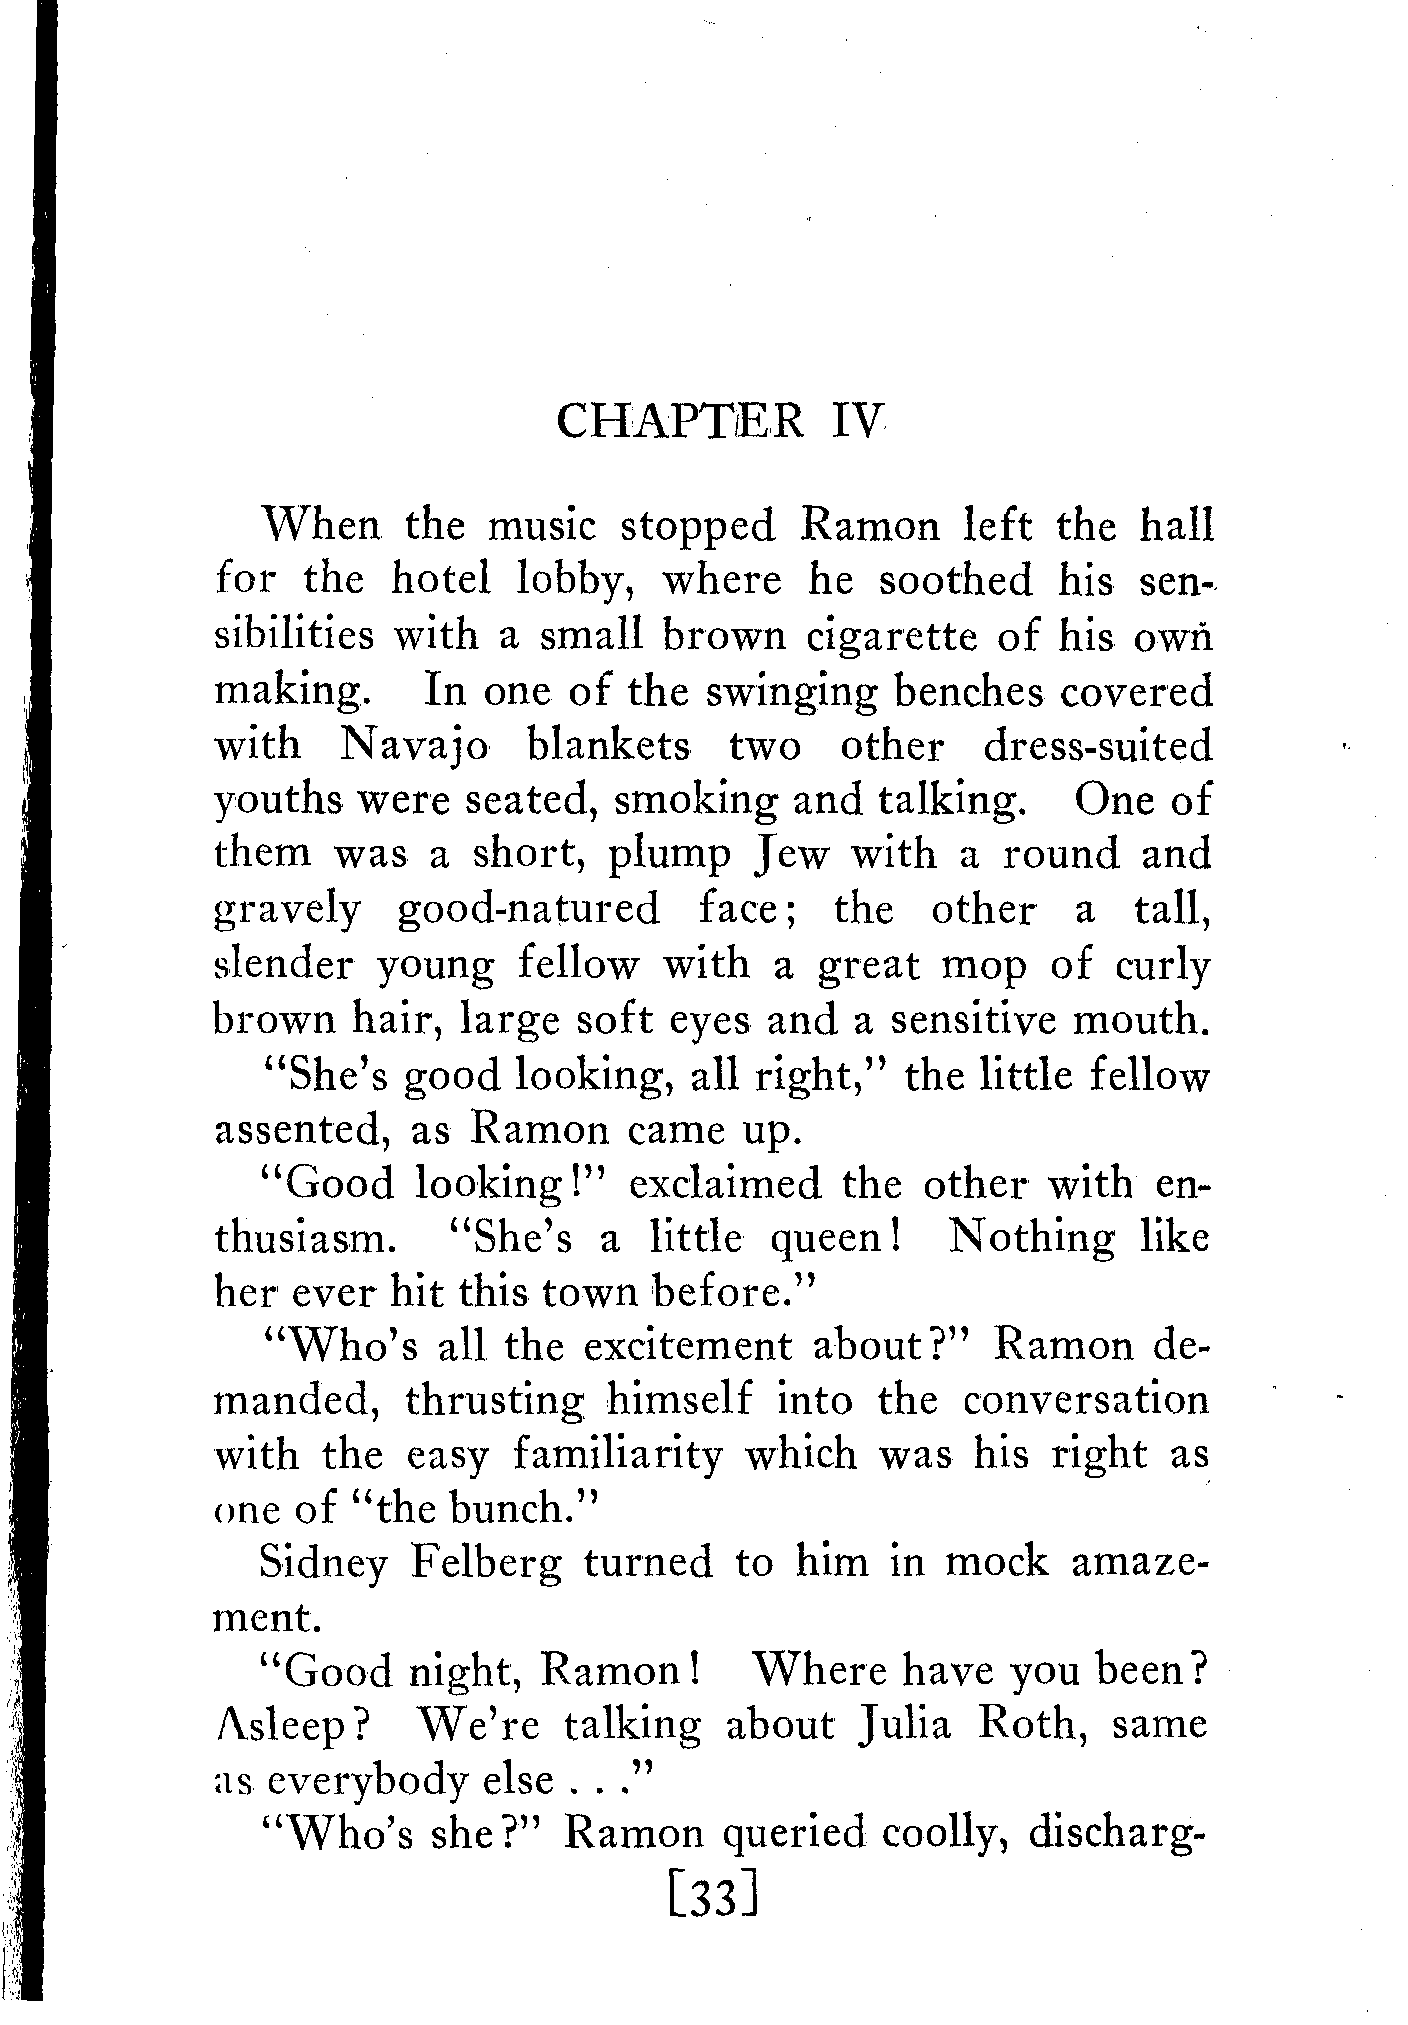 CHAPTER IV
When the music stopped Ramon left the hall
for the hotel lobby, where he soothed his sen-
sibilities with a small brown cigarette of his own
making. In one of the swinging benches covered
with Navajo blankets two other dress-suited
youths were seated, smoking and talking. One of
them was a short, plump Jew with a round and
gravely good-natured face; the other a tall,
slender young fellow with a great mop of curly
brown hair, large soft eyes and a sensitive mouth.
"She's good looking, all right," the little fellow
assented, as Ramon came up.
"Good looking!" exclaimed the other with en-
thusiasm. "She's a little queen! Nothing like
her ever hit this town before."
"Who's all the excitement about?" Ramon de-
manded, thrusting himself into the conversation
with the easy familiarity which was his right as
one of "the bunch."
Sidney Felberg turned to him in mock amaze-
ment.
"Good night, Ramon! Where have you been?
Asleep? We're talking about Julia Roth, same
as everybody else . . ."
"Who's she?" Ramon queried coolly, discharg-
[33]